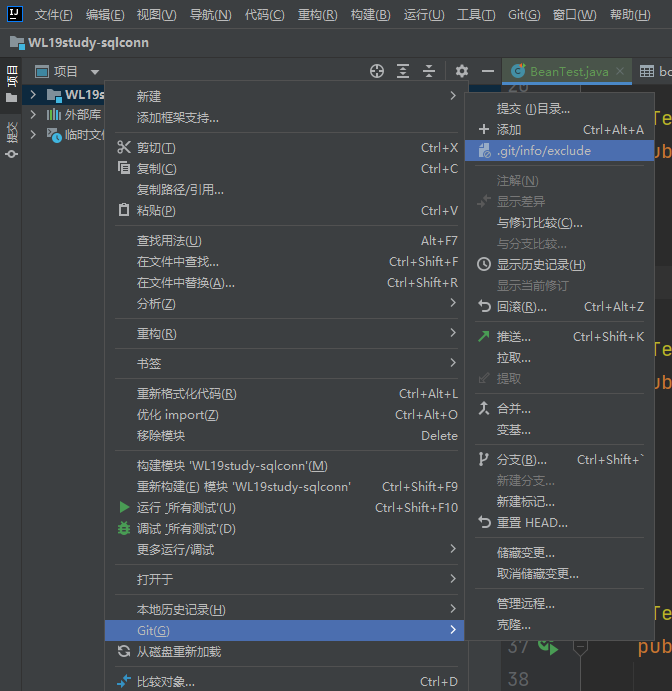 文件(F) 编辑(E) 视图(V) 导航(N) 代码(C) 重构(R) 构建(B) 运行(U) 工具(T) Git(G) 窗口(W) 帮助(H)
WL19study-sqlconn
项目
项目
BeanTest.java
提交
WL19s
外部库
临时文件
新建
添加框架支持...
剪切(T) Ctrl+X
复制(C) Ctrl+C
复制路径/引用...
粘贴(P) Ctrl+V
查找用法(U) Alt+F7
在文件中查找... Ctrl+Shift+F
在文件中替换(A)... Ctrl+Shift+R
分析(Z)
重构(R)
书签
重新格式化代码(R) Ctrl+Alt+L
优化 import(Z) Ctrl+Alt+O
移除模块 Delete
构建模块 'WL19study-sqlconn'(M)
重新构建(E) 模块 'WL19study-sqlconn' Ctrl+Shift+F9
运行 '所有测试'(U) Ctrl+Shift+F10
调试 '所有测试'(D)
更多运行/调试
打开于
本地历史记录(H)
Git(G)
从磁盘重新加载
比较对象... Ctrl+D
提交 (I)目录...
添加 Ctrl+Alt+A
.git/info/exclude
注解(N)
显示差异
与修订比较(C)...
与分支比较...
显示历史记录(H)
显示当前修订
回滚(R)... Ctrl+Alt+Z
推送... Ctrl+Shift+K
拉取...
提取
合并...
变基...
分支(B)... Ctrl+Shift+`
新建分支...
新建标记...
重置 HEAD...
储藏变更...
取消储藏变更...
管理远程...
克隆...
37 pub
38